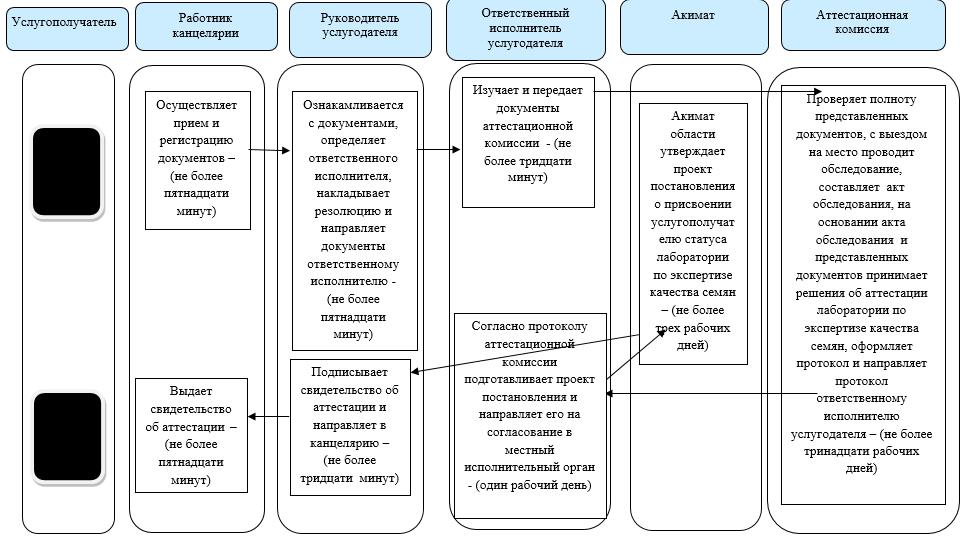 Услугополучатель
Работник
канцелярии
Руководитель
услугодателя
Ответственный
исполнитель
услугодателя
Акимат
Аттестационная
комиссия
Осуществляет
прием и
регистрацию
документов –
(не более
пятнадцати
минут)
Ознакамливается
с документами,
определяет
ответственного
исполнителя,
накладывает
резолюцию и
направляет
документы
ответственному
исполнителю -
(не более
пятнадцати
минут)
Изучает и передает
документы
аттестационной
комиссии - (не
более тридцати
минут)
Акимат
области
утверждает
проект
постановления
о присвоении
услугополучат
елю статуса
лаборатории
по экспертизе
качества семян
– (не более
трех рабочих
дней)
Проверяет полноту
представленных
документов, с выездом
на место проводит
обследование,
составляет акт
обследования, на
основании акта
обследования и
представленных
документов принимает
решения об аттестации
лаборатории по
экспертизе качества
семян, оформляет
протокол и направляет
протокол
ответственному
исполнителю
услугодателя – (не более
тринадцати рабочих
дней)
Согласно протоколу
аттестационной
комиссии
подготавливает проект
постановления и
направляет его на
согласование в
местный
исполнительный орган
- (один рабочий день)
Подписывает
свидетельство об
аттестации и
направляет в
канцелярию –
(не более
тридцати минут)
Выдает
свидетельство
об аттестации –
(не более
пятнадцати
минут)